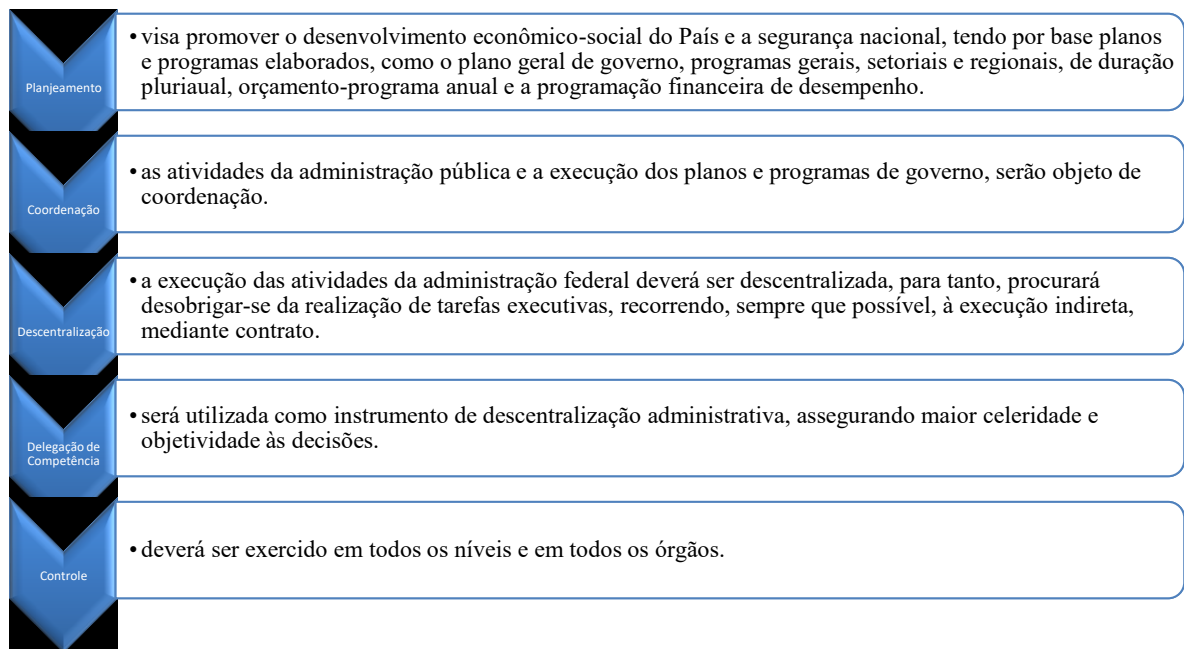 Planjeamento
• visa promover o desenvolvimento econômico-social do País e a segurança nacional, tendo por base planos
e programas elaborados, como o plano geral de governo, programas gerais, setoriais e regionais, de duração
pluriaual, orçamento-programa anual e a programação financeira de desempenho.
Coordenação
• as atividades da administração pública e a execução dos planos e programas de governo, serão objeto de
coordenação.
Descentralização
• a execução das atividades da administração federal deverá ser descentralizada, para tanto, procurará
desobrigar-se da realização de tarefas executivas, recorrendo, sempre que possível, à execução indireta,
mediante contrato.
Delegação de
Competência
• será utilizada como instrumento de descentralização administrativa, assegurando maior celeridade e
objetividade às decisões.
Controle
• deverá ser exercido em todos os níveis e em todos os órgãos.